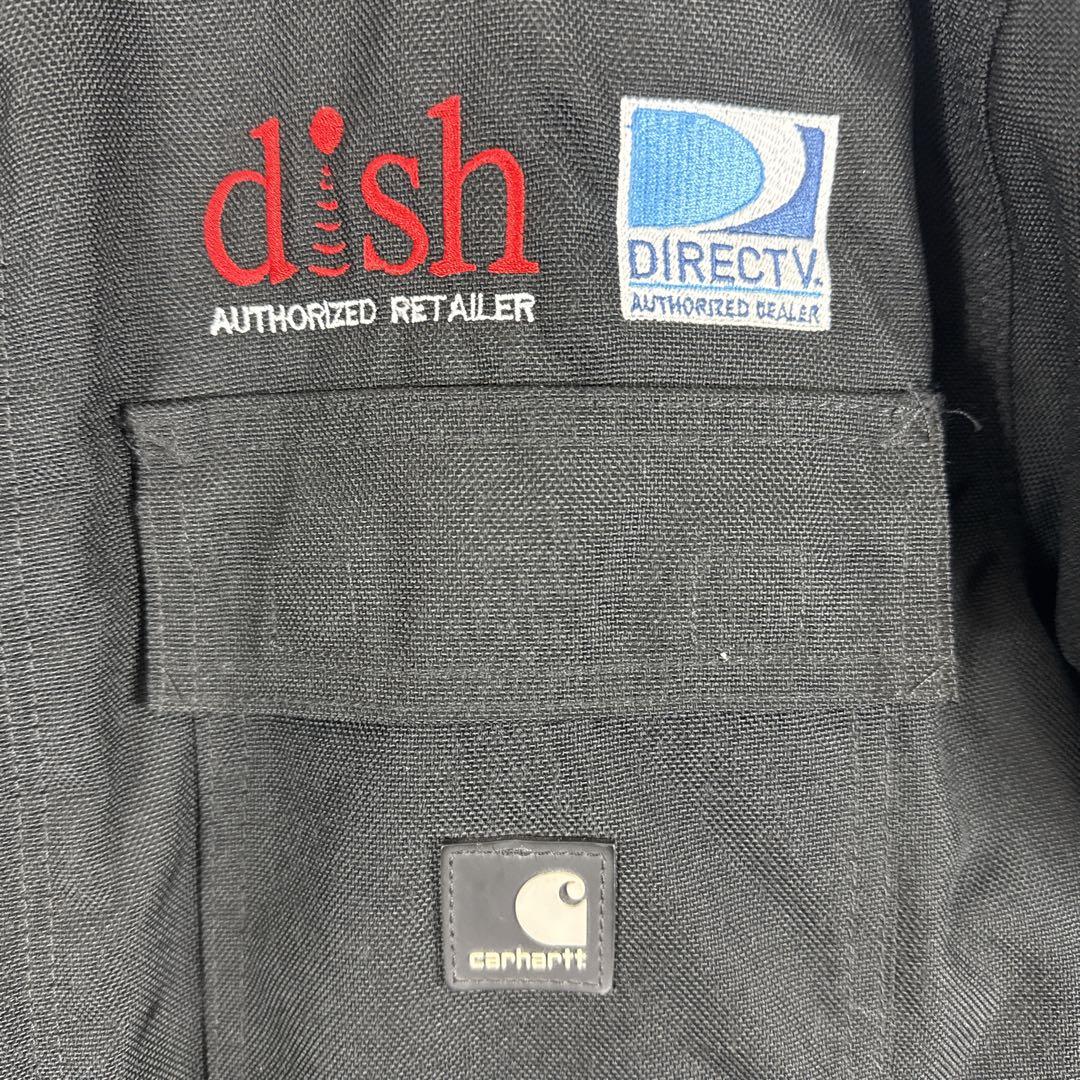 dish
AUTHORIZED RETAILER
DIRECTV.
AUTHORIZED DEALER
carhartt